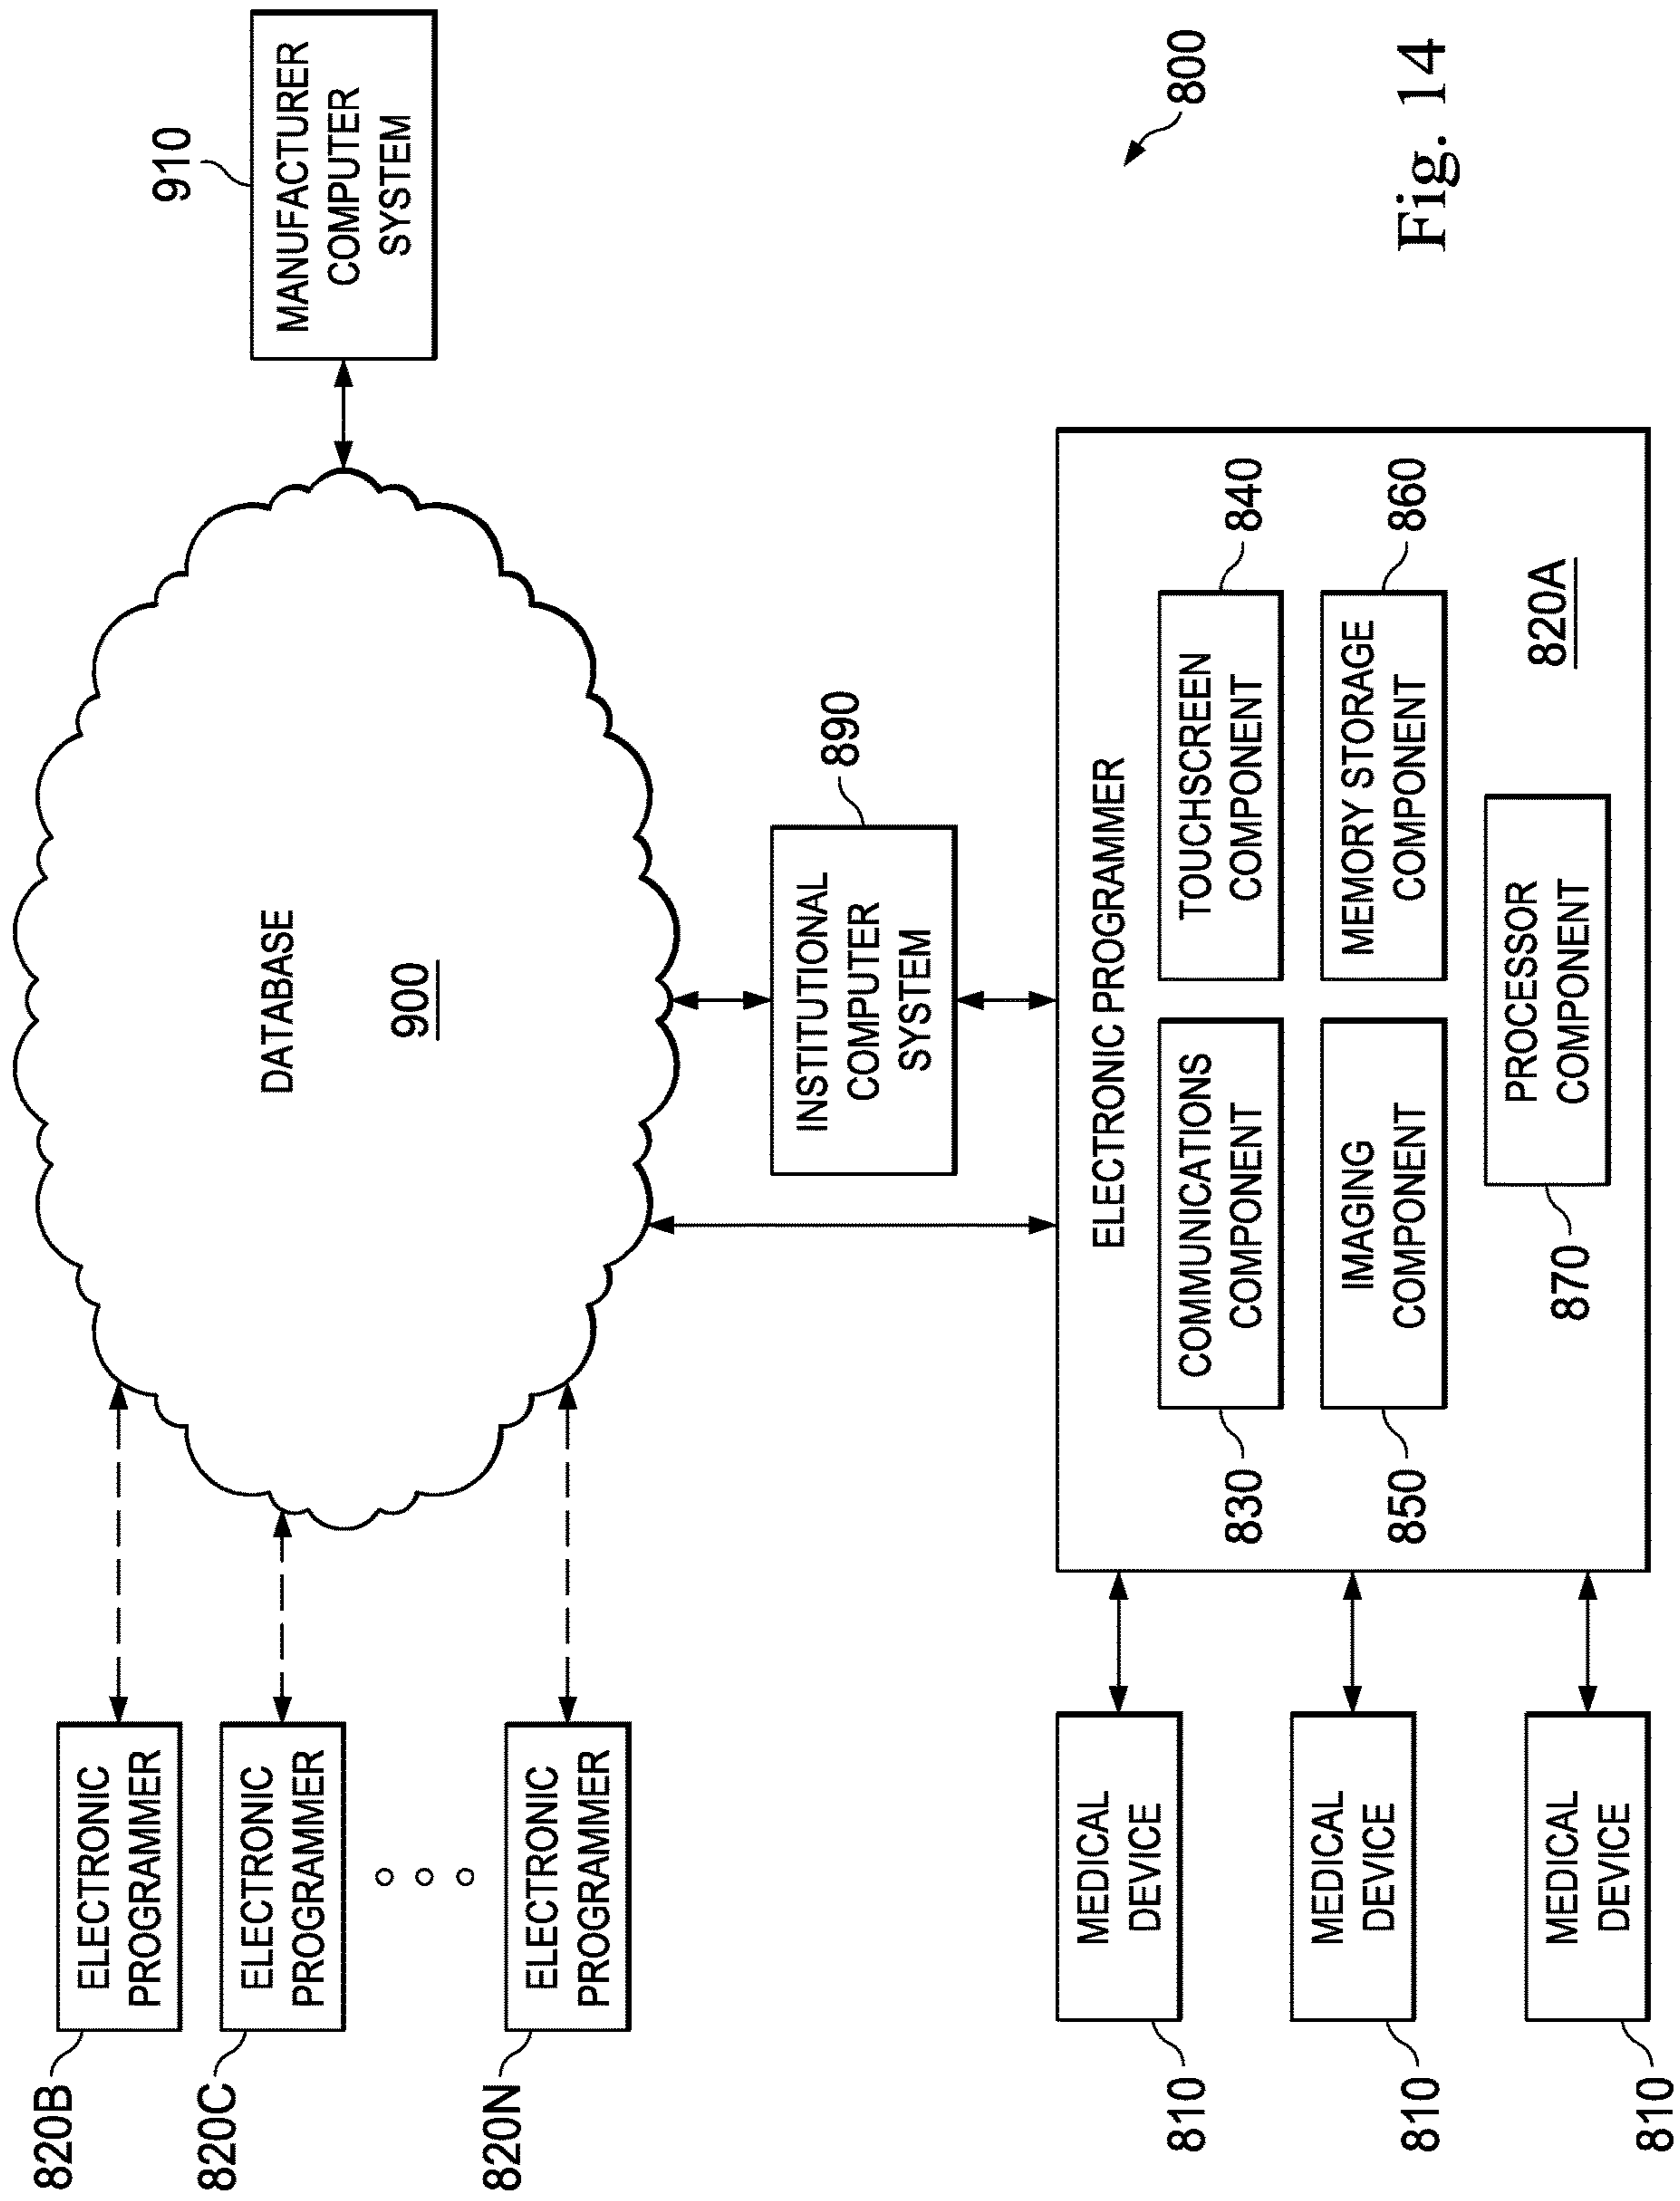 820B
ELECTRONIC
PROGRAMMER
820C
ELECTRONIC
PROGRAMMER
820N
ELECTRONIC
PROGRAMMER
DATABASE
900
910
MANUFACTURER
COMPUTER
SYSTEM
INSTITUTIONAL
COMPUTER
SYSTEM
890
ELECTRONIC PROGRAMMER
COMMUNICATIONS
COMPONENT
830
TOUCHSCREEN
COMPONENT
840
IMAGING
COMPONENT
850
MEMORY STORAGE
COMPONENT
860
PROCESSOR
COMPONENT
870
820A
MEDICAL
DEVICE
810
MEDICAL
DEVICE
810
MEDICAL
DEVICE
810
800
Fig. 14